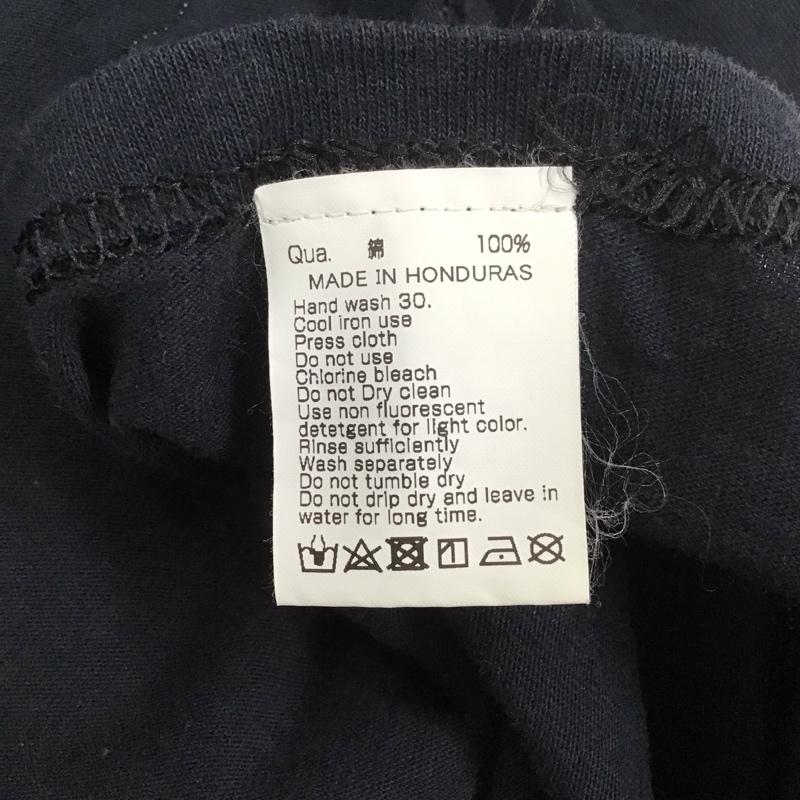 Qua. 綿 100%
MADE IN HONDURAS
Hand wash 30.
Cool iron use
Press cloth
Do not use
Chlorine bleach
Do not Dry clean
Use non fluorescent
detetgent for light color.
Rinse sufficiently
Wash separately
Do not tumble dry
Do not drip dry and leave in
water for long time.